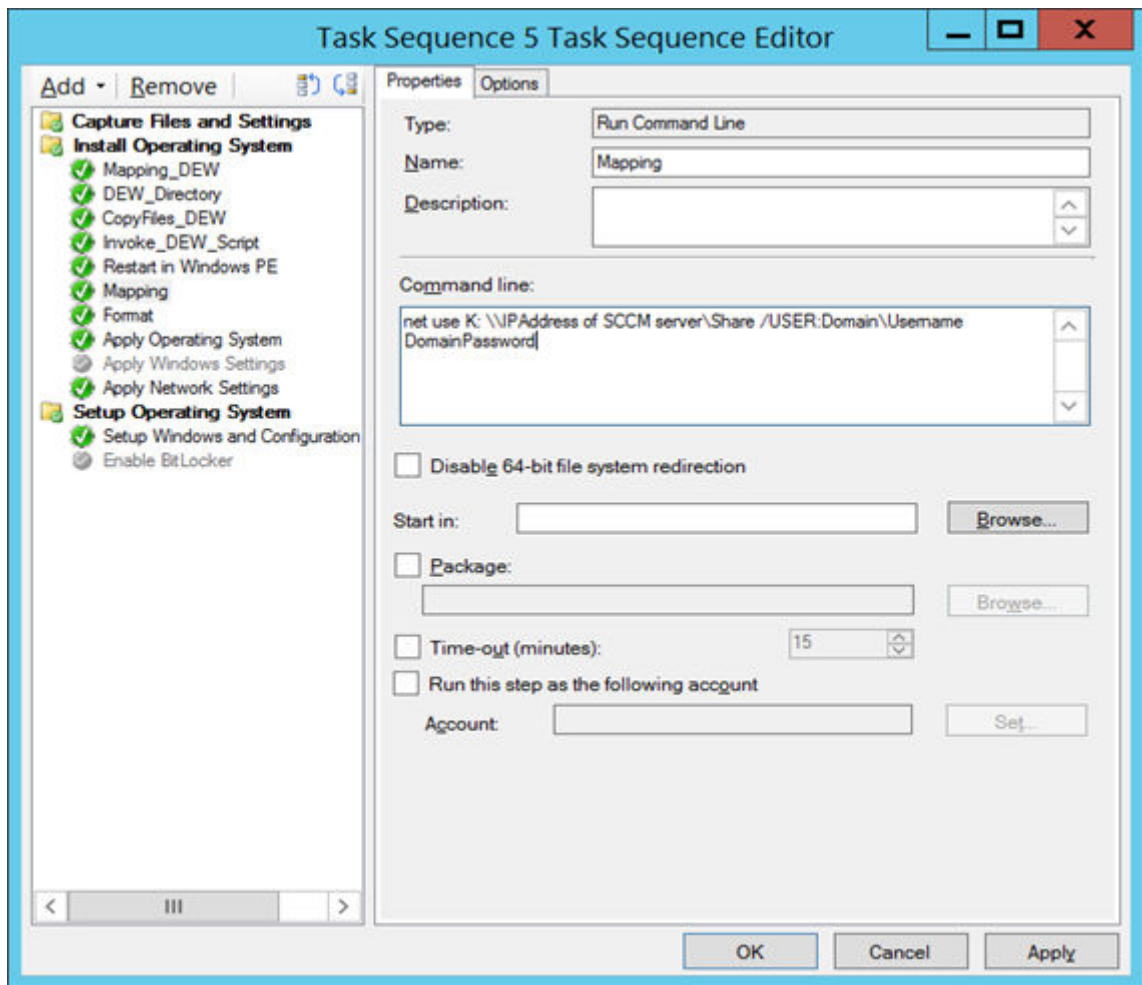 Task Sequence 5 Task Sequence Editor
Add
Remove
Capture Files and Settings
Install Operating System
Mapping_DEW
DEW_Directory
CopyFiles_DEW
Invoke_DEW_Script
Restart in Windows PE
Mapping
Format
Apply Operating System
Apply Windows Settings
Apply Network Settings
Setup Operating System
Setup Windows and Configuration
Enable BitLocker
Properties
Options
Type:
Run Command Line
Name:
Mapping
Description:
Command line:
net use K: \\IPAddress of SCCM server\Share /USER:Domain\Username
DomainPassword
Disable 64-bit file system redirection
Start in:
Browse...
Package:
Browse...
Time-out (minutes):
15
Run this step as the following account
Account:
Set...
OK
Cancel
Apply